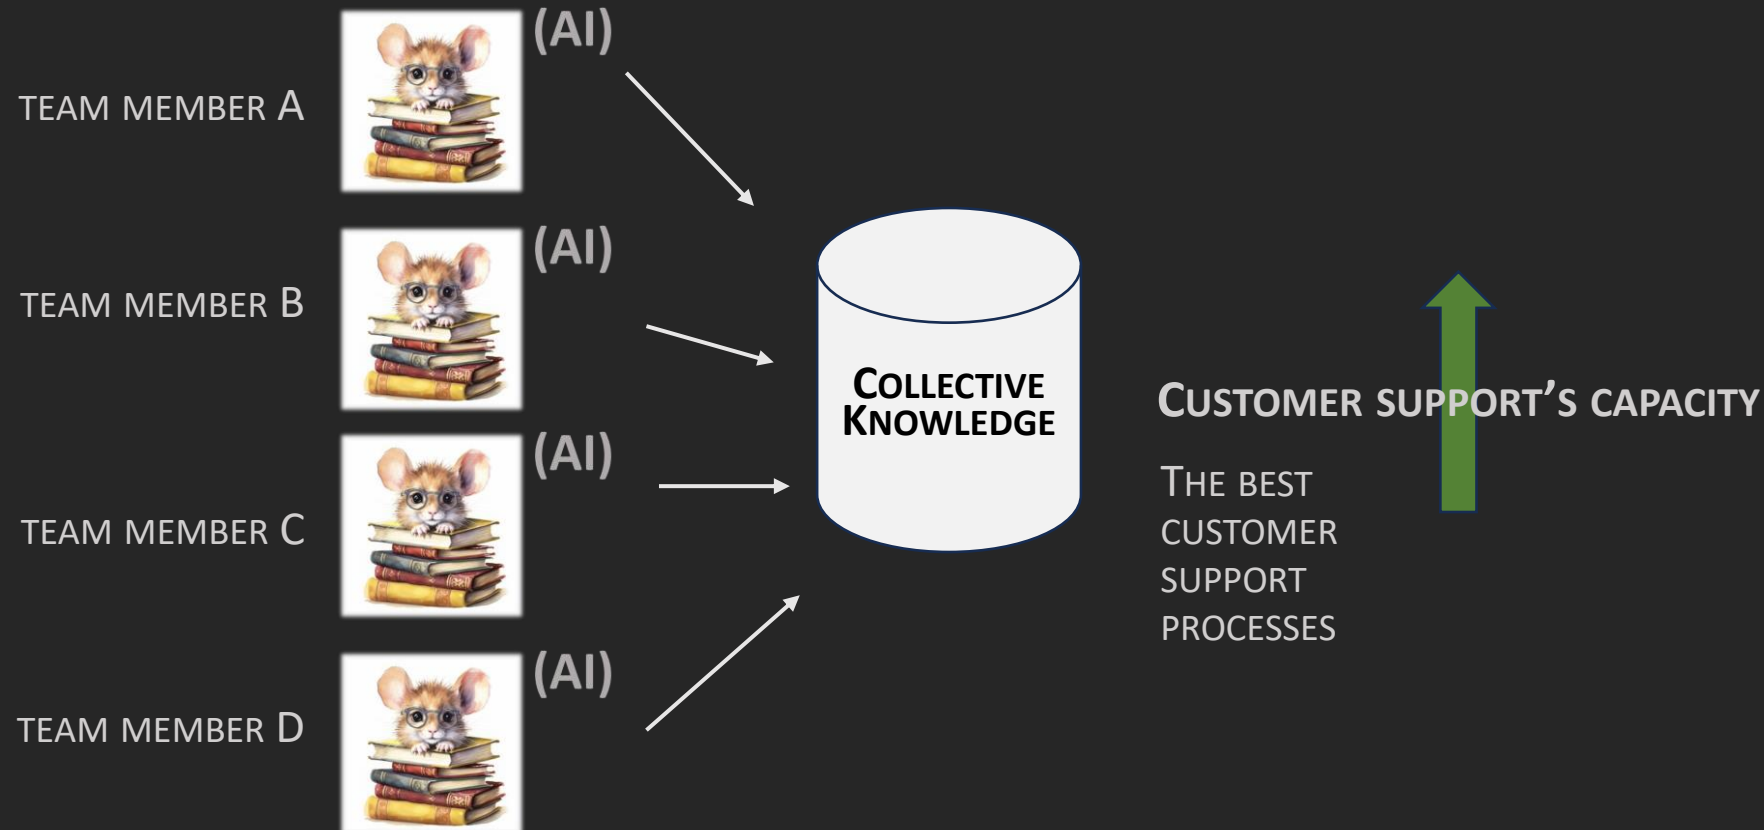 TEAM MEMBER A
(AI)
TEAM MEMBER B
(AI)
TEAM MEMBER C
(AI)
TEAM MEMBER D
(AI)
COLLECTIVE
KNOWLEDGE
CUSTOMER SUPPORT’S CAPACITY
THE BEST
CUSTOMER
SUPPORT
PROCESSES